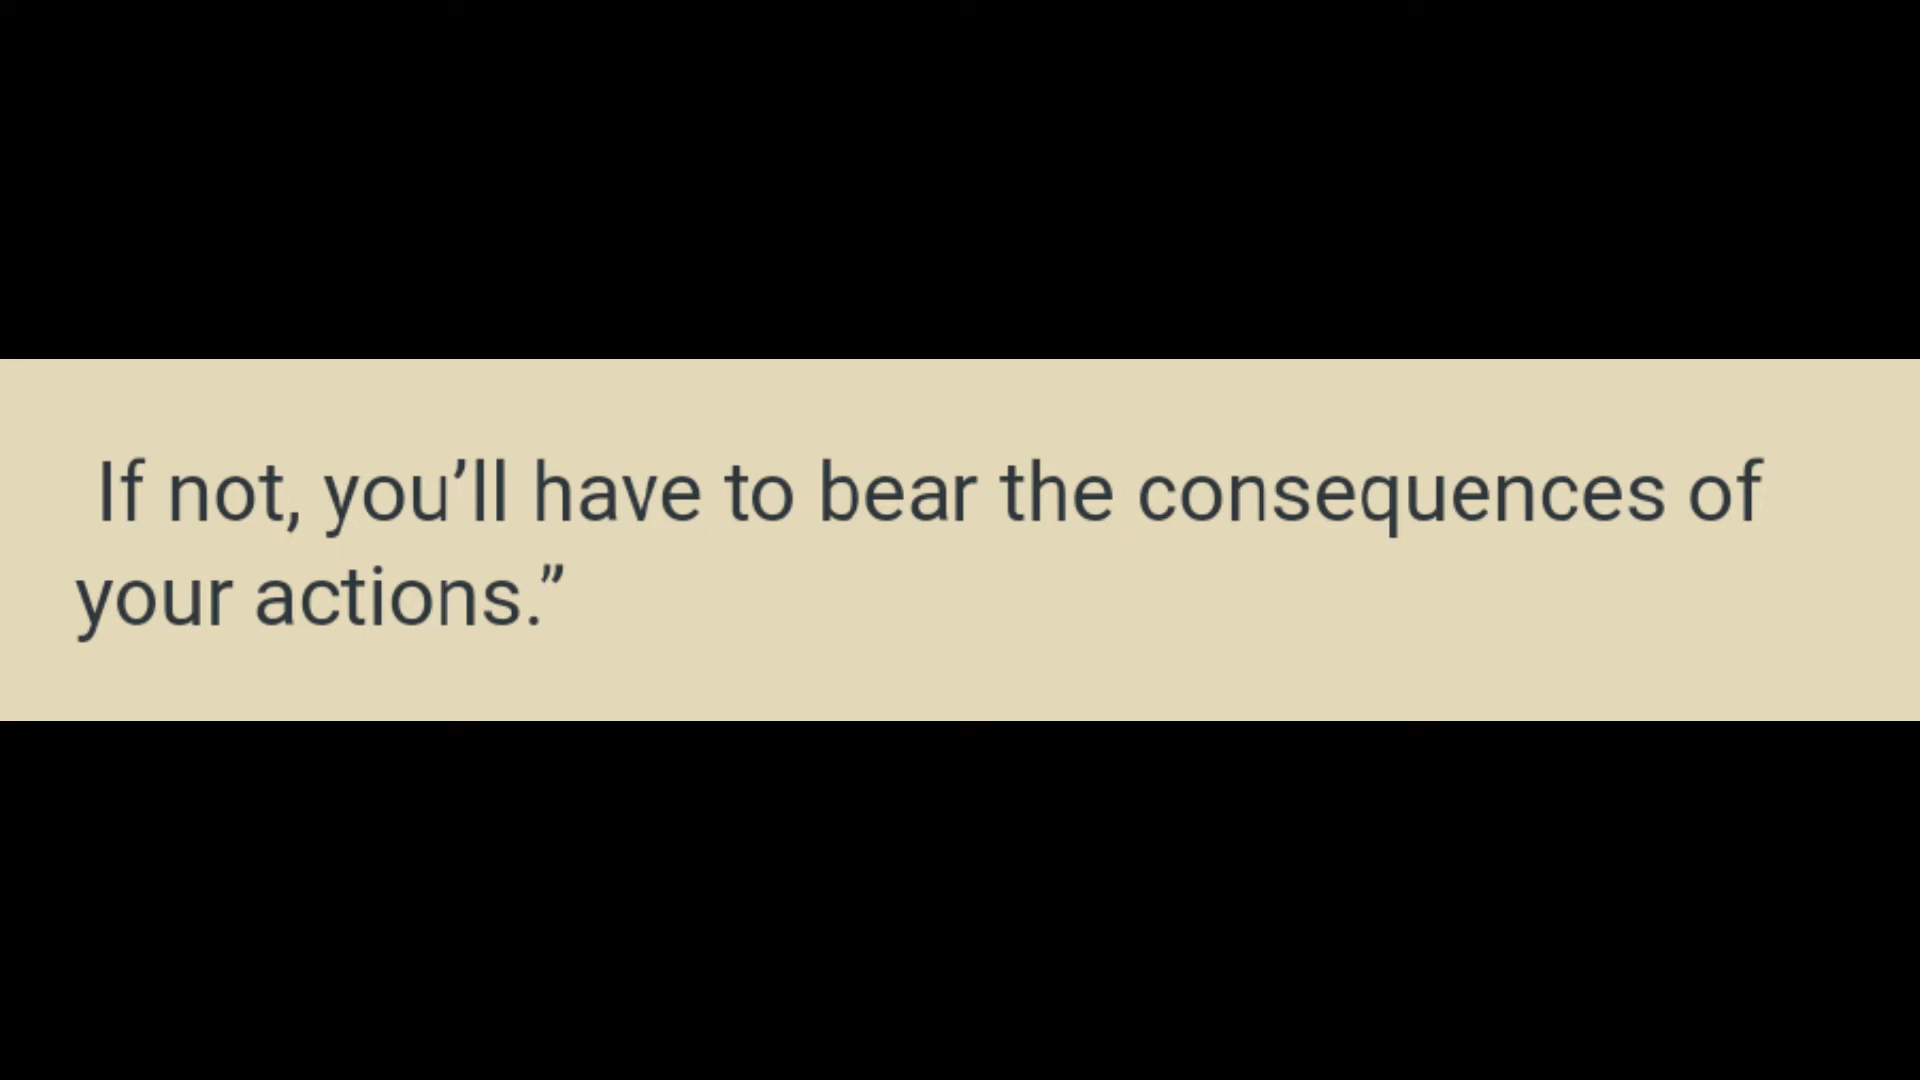 If not, you’ll have to bear the consequences of
your actions.”